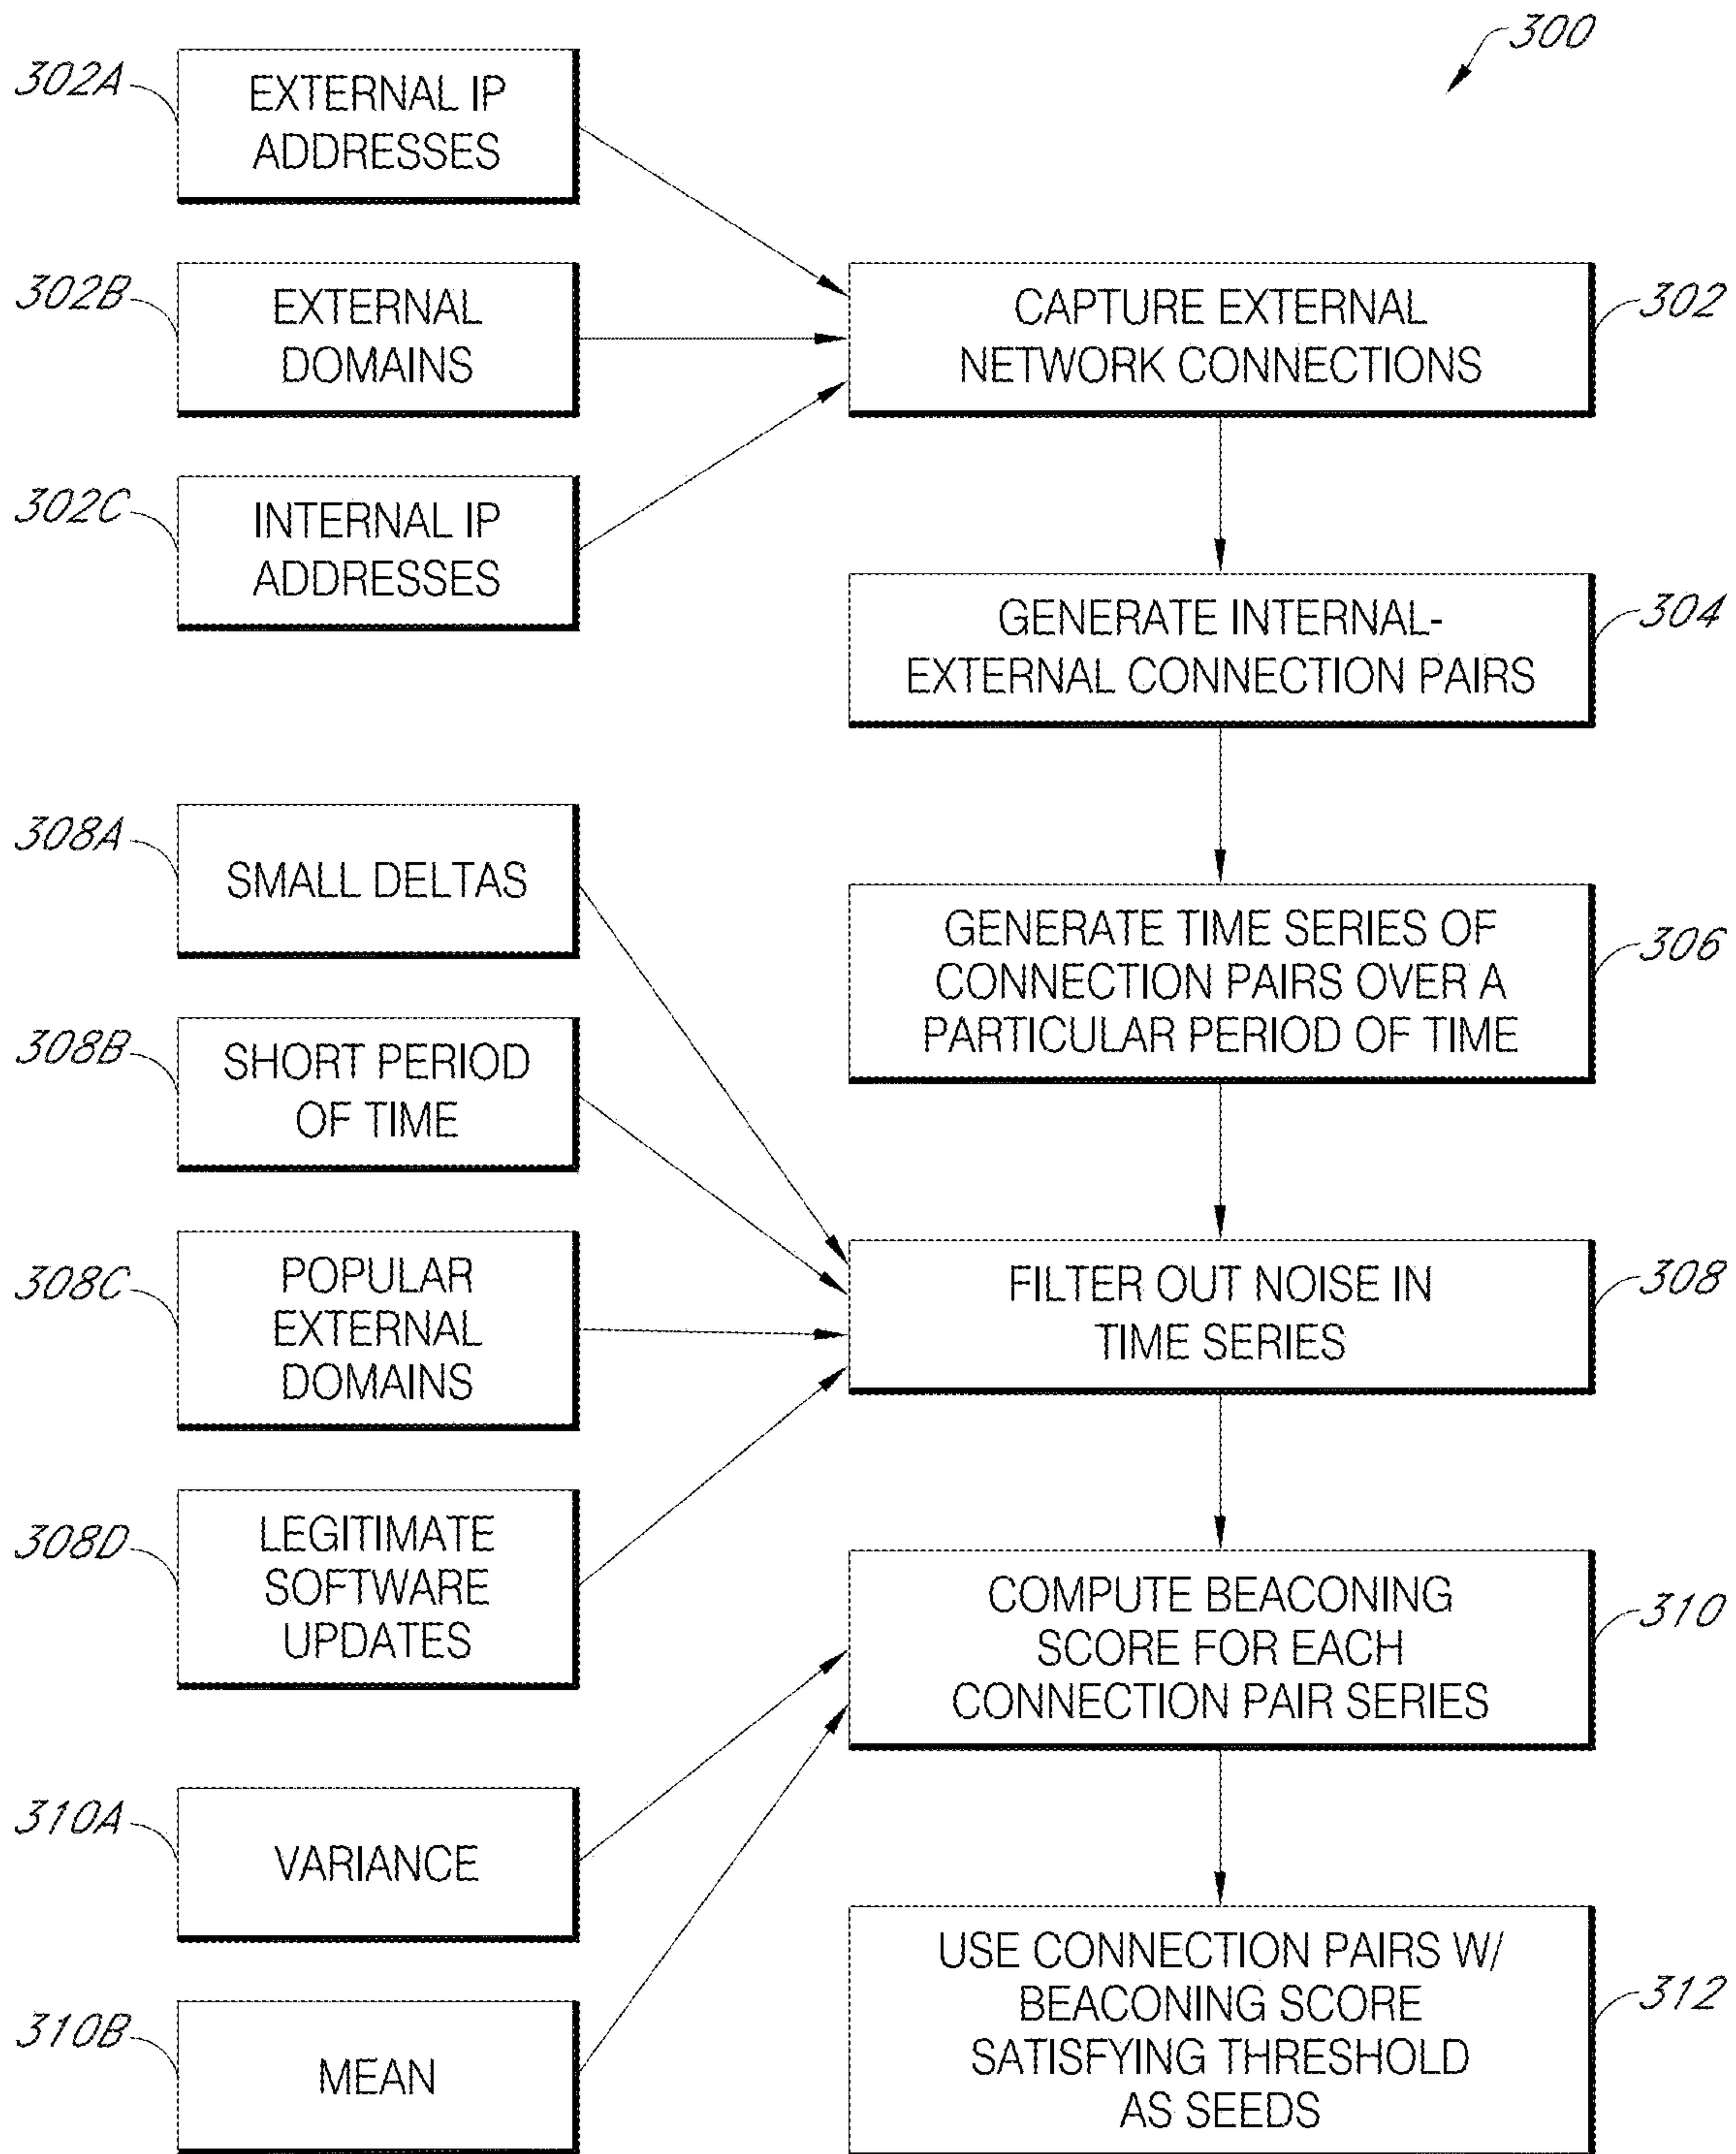 300
302A
EXTERNAL IP
ADDRESSES
302B
EXTERNAL
DOMAINS
302C
INTERNAL IP
ADDRESSES
CAPTURE EXTERNAL
NETWORK CONNECTIONS
302
GENERATE INTERNAL-
EXTERNAL CONNECTION PAIRS
304
GENERATE TIME SERIES OF
CONNECTION PAIRS OVER A
PARTICULAR PERIOD OF TIME
306
308A
SMALL DELTAS
308B
SHORT PERIOD
OF TIME
308C
POPULAR
EXTERNAL
DOMAINS
308D
LEGITIMATE
SOFTWARE
UPDATES
FILTER OUT NOISE IN
TIME SERIES
308
310A
VARIANCE
310B
MEAN
COMPUTE BEACONING
SCORE FOR EACH
CONNECTION PAIR SERIES
310
USE CONNECTION PAIRS W/
BEACONING SCORE
SATISFYING THRESHOLD
AS SEEDS
312